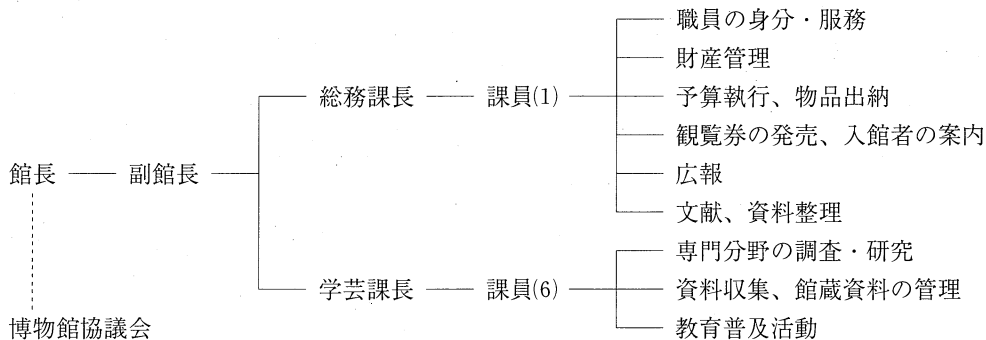 職員の身分・服務
財産管理
総務課長 課員(1) 予算執行、物品出納
観覧券の発売、入館者の案内
館長 副館長 広報
文献、資料整理
専門分野の調査・研究
学芸課長 課員(6) 資料収集、館蔵資料の管理
博物館協議会 教育普及活動